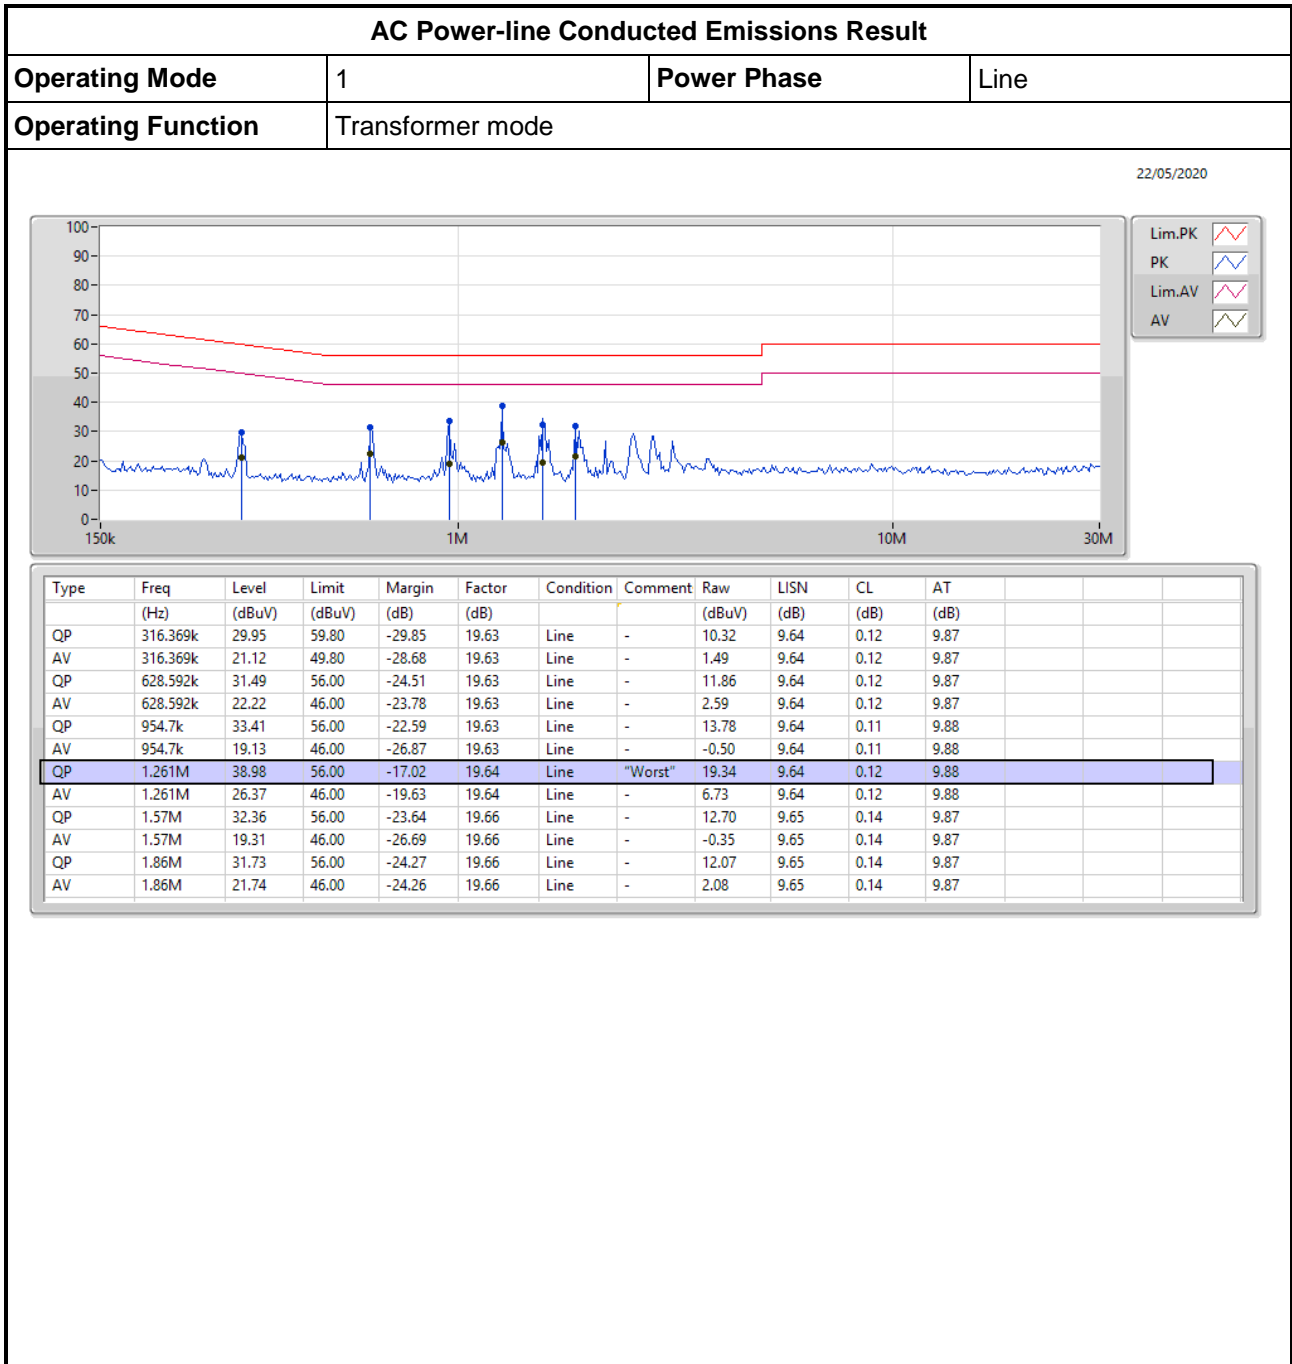 AC Power-line Conducted Emissions Result
Operating Mode 1 Power Phase Line
Operating Function Transformer mode
22/05/2020
100
90
80
70
60
50
40
30
20
10
0
150k 1M 10M 30M
Lim.PK
PK
Lim.AV
AV
Type Freq Level Limit Margin Factor Condition Comment Raw LISN CL AT
(Hz) (dBuV) (dBuV) (dB) (dB) (dBuV) (dB) (dB) (dB)
QP 316.369k 29.95 59.80 -29.85 19.63 Line - 10.32 9.64 0.12 9.87
AV 316.369k 21.12 49.80 -28.68 19.63 Line - 1.49 9.64 0.12 9.87
QP 628.592k 31.49 56.00 -24.51 19.63 Line - 11.86 9.64 0.12 9.87
AV 628.592k 22.22 46.00 -23.78 19.63 Line - 2.59 9.64 0.12 9.87
QP 954.7k 33.41 56.00 -22.59 19.63 Line - 13.78 9.64 0.11 9.88
AV 954.7k 19.13 46.00 -26.87 19.63 Line - -0.50 9.64 0.11 9.88
QP 1.261M 38.98 56.00 -17.02 19.64 Line "Worst" 19.34 9.64 0.12 9.88
AV 1.261M 26.37 46.00 -19.63 19.64 Line - 6.73 9.64 0.12 9.88
QP 1.57M 32.36 56.00 -23.64 19.66 Line - 12.70 9.65 0.14 9.87
AV 1.57M 19.31 46.00 -26.69 19.66 Line - -0.35 9.65 0.14 9.87
QP 1.86M 31.73 56.00 -24.27 19.66 Line - 12.07 9.65 0.14 9.87
AV 1.86M 21.74 46.00 -24.26 19.66 Line - 2.08 9.65 0.14 9.87